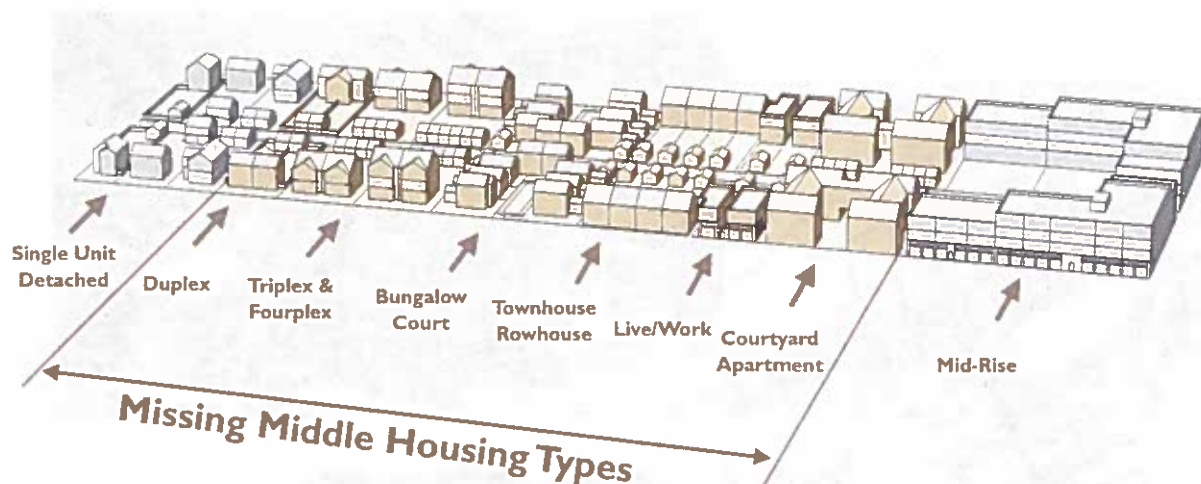 Single Unit
Detached
Duplex
Triplex &
Fourplex
Bungalow
Court
Townhouse
Rowhouse
Live/Work
Courtyard
Apartment
Mid-Rise
Missing Middle Housing Types